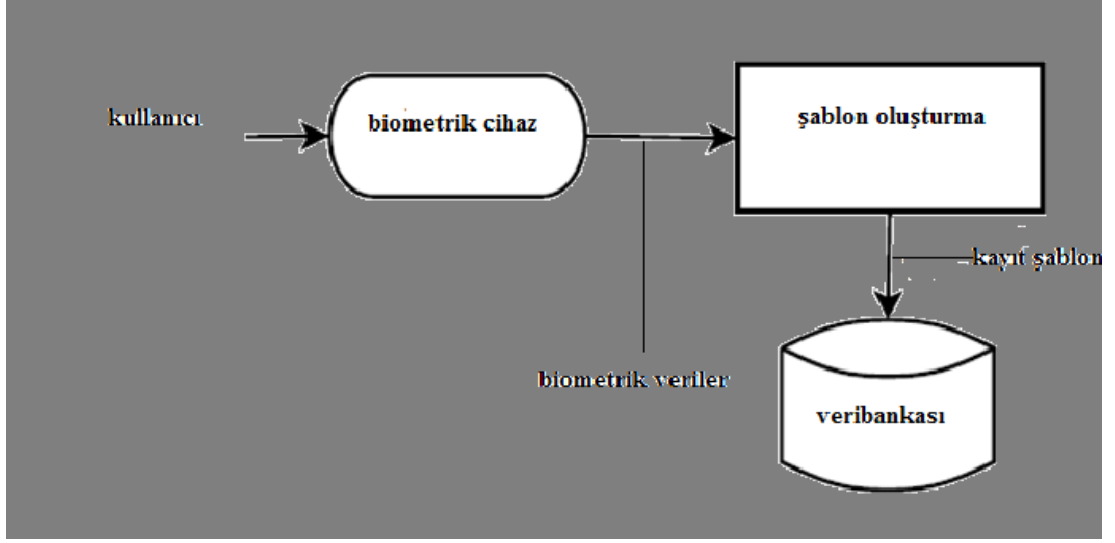 kullanıcı
biometrik cihaz
şablon oluşturma
kayıt şablon
biometrik veriler
veribankası